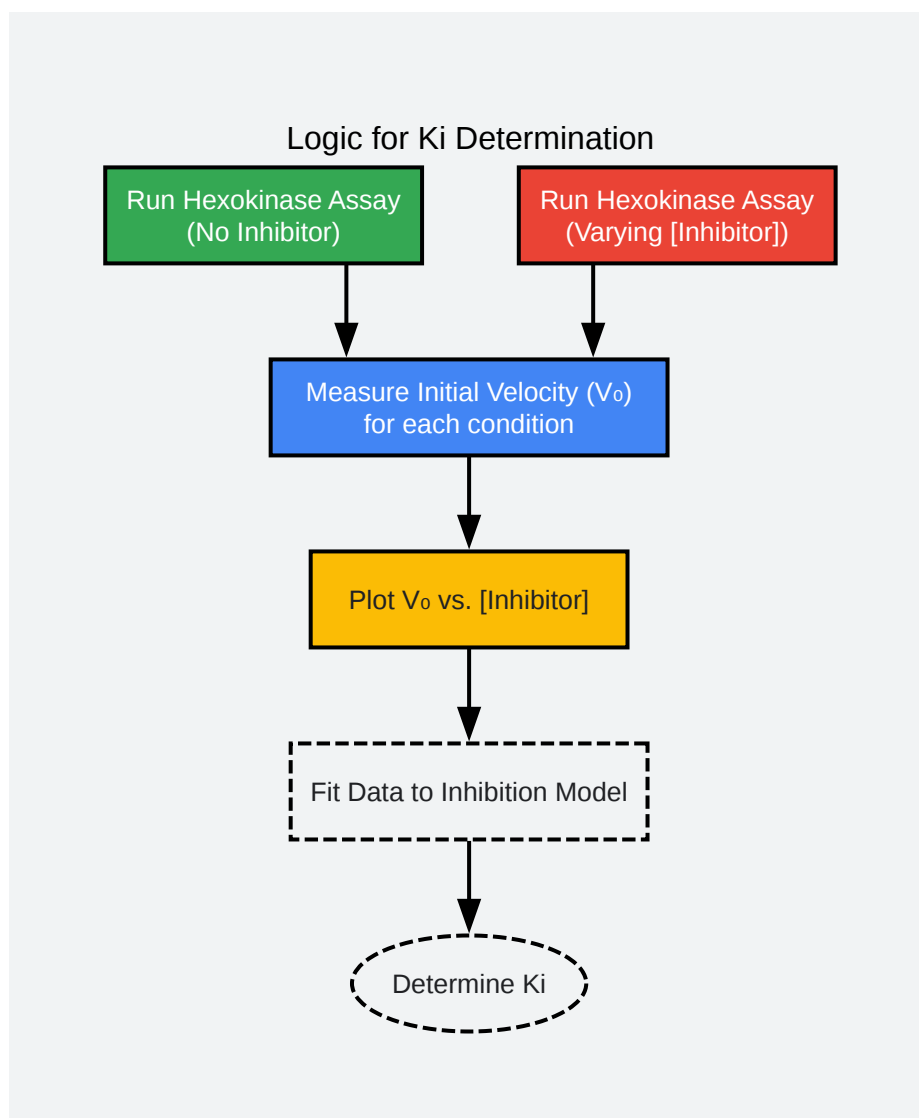 Logic for Ki Determination
Run Hexokinase Assay
(No Inhibitor)
Run Hexokinase Assay
(Varying [Inhibitor])
Measure Initial Velocity (V₀)
for each condition
Plot V₀ vs. [Inhibitor]
Fit Data to Inhibition Model
Determine Ki